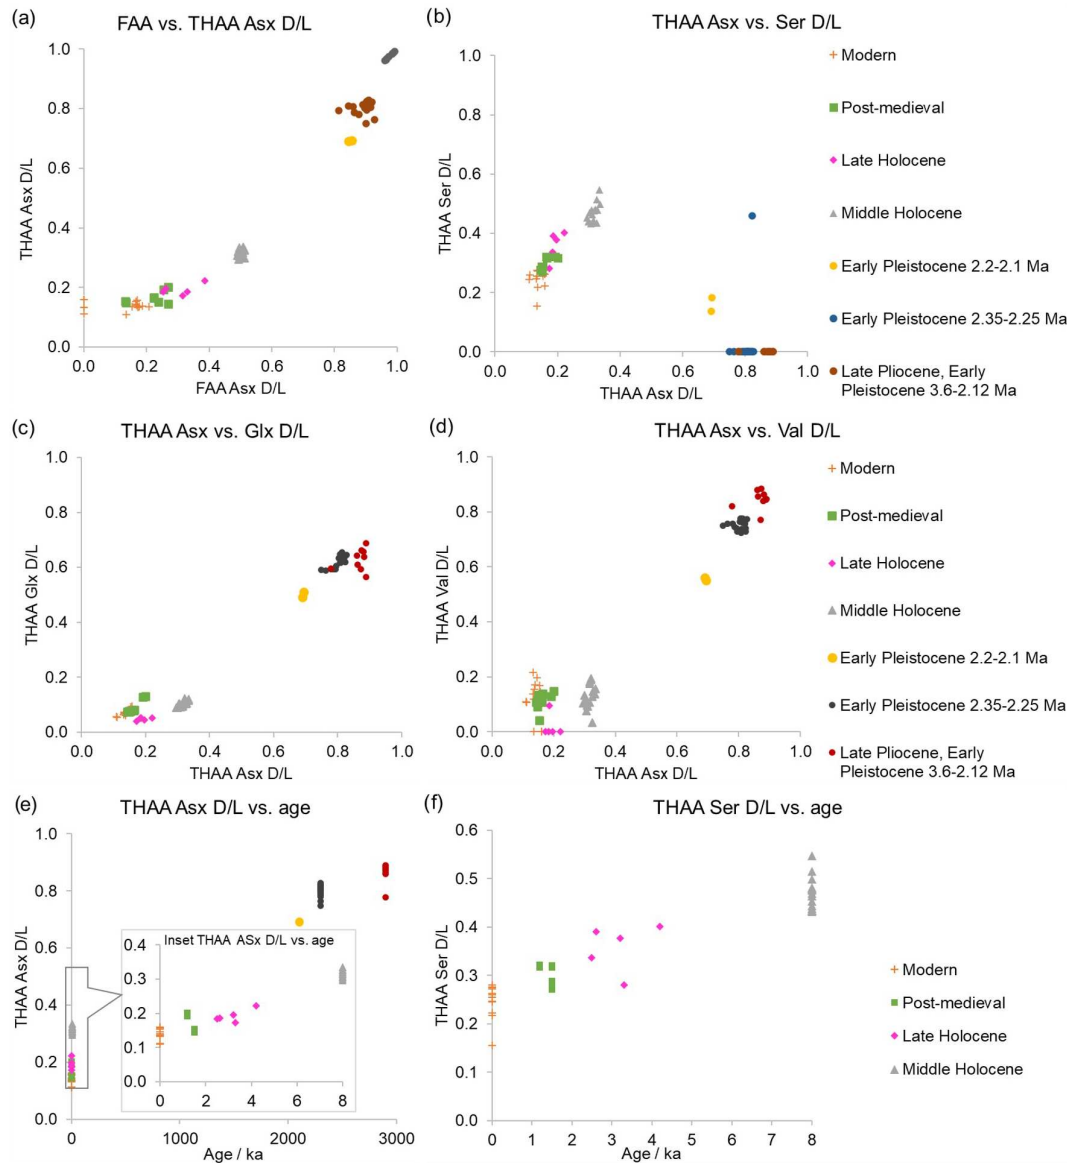 (a)
FAA vs. THAA Asx D/L
1.0
0.8
0.6
0.4
0.2
0.0
THAA Asx D/L
0.0 0.2 0.4 0.6 0.8 1.0
FAA Asx D/L
(b)
THAA Asx vs. Ser D/L
1.0
0.8
0.6
0.4
0.2
0.0
THAA Ser D/L
0.0 0.2 0.4 0.6 0.8 1.0
THAA Asx D/L
Modern
Post-medieval
Late Holocene
Middle Holocene
Early Pleistocene 2.2-2.1 Ma
Early Pleistocene 2.35-2.25 Ma
Late Pliocene, Early
Pleistocene 3.6-2.12 Ma
(c)
THAA Asx vs. Glx D/L
1.0
0.8
0.6
0.4
0.2
0.0
THAA Glx D/L
0.0 0.2 0.4 0.6 0.8 1.0
THAA Asx D/L
(d)
THAA Asx vs. Val D/L
1.0
0.8
0.6
0.4
0.2
0.0
THAA Val D/L
0.0 0.2 0.4 0.6 0.8 1.0
THAA Asx D/L
Modern
Post-medieval
Late Holocene
Middle Holocene
Early Pleistocene 2.2-2.1 Ma
Early Pleistocene 2.35-2.25 Ma
Late Pliocene, Early
Pleistocene 3.6-2.12 Ma
(e)
THAA Asx D/L vs. age
1.0
0.8
0.6
0.4
0.2
0.0
THAA Asx D/L
0 1000 2000 3000
Age / ka
Inset THAA ASx D/L vs. age
0.4
0.3
0.2
0.1
0.0
0 2 4 6 8
(f)
THAA Ser D/L vs. age
0.6
0.5
0.4
0.3
0.2
0.1
0.0
THAA Ser D/L
0 1 2 3 4 5 6 7 8
Age / ka
Modern
Post-medieval
Late Holocene
Middle Holocene